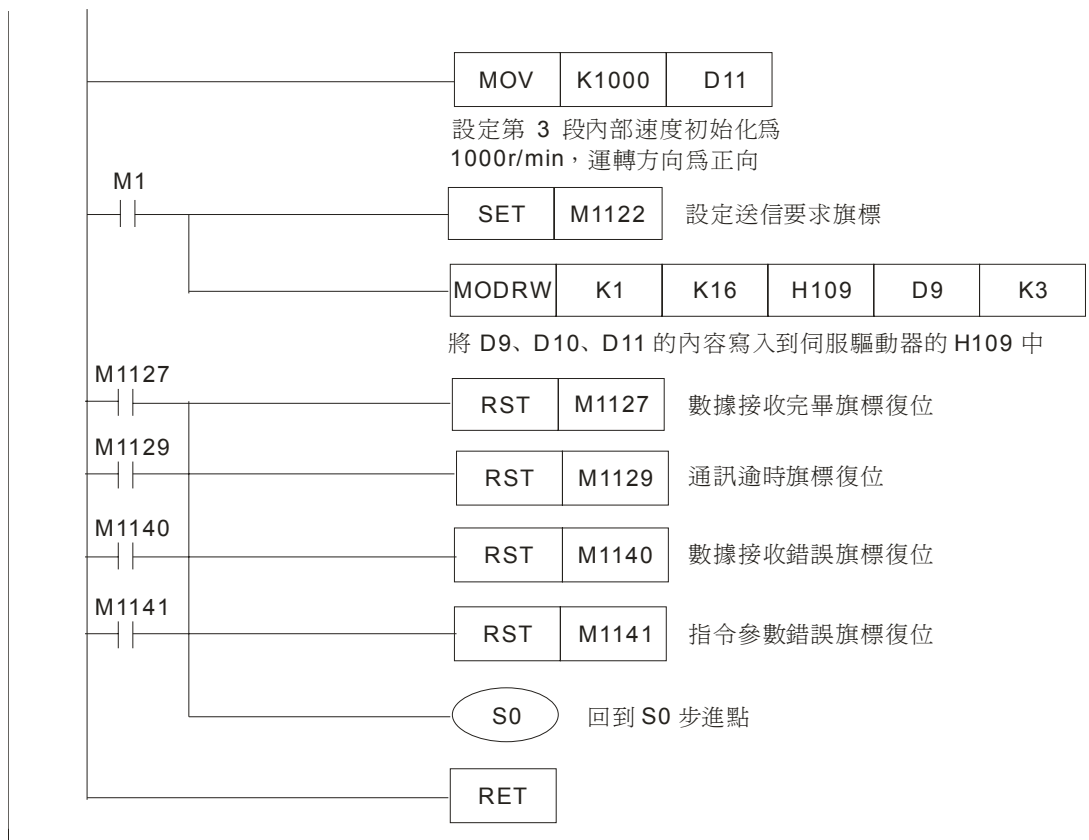 MOV K1000 D11
設定第 3 段內部速度初始化爲
1000r/min，運轉方向爲正向
M1
SET M1122 設定送信要求旗標
MODRW K1 K16 H109 D9 K3
將 D9、D10、D11 的內容寫入到伺服驅動器的 H109 中
M1127
RST M1127 數據接收完畢旗標復位
M1129
RST M1129 通訊逾時旗標復位
M1140
RST M1140 數據接收錯誤旗標復位
M1141
RST M1141 指令參數錯誤旗標復位
S0 回到 S0 步進點
RET